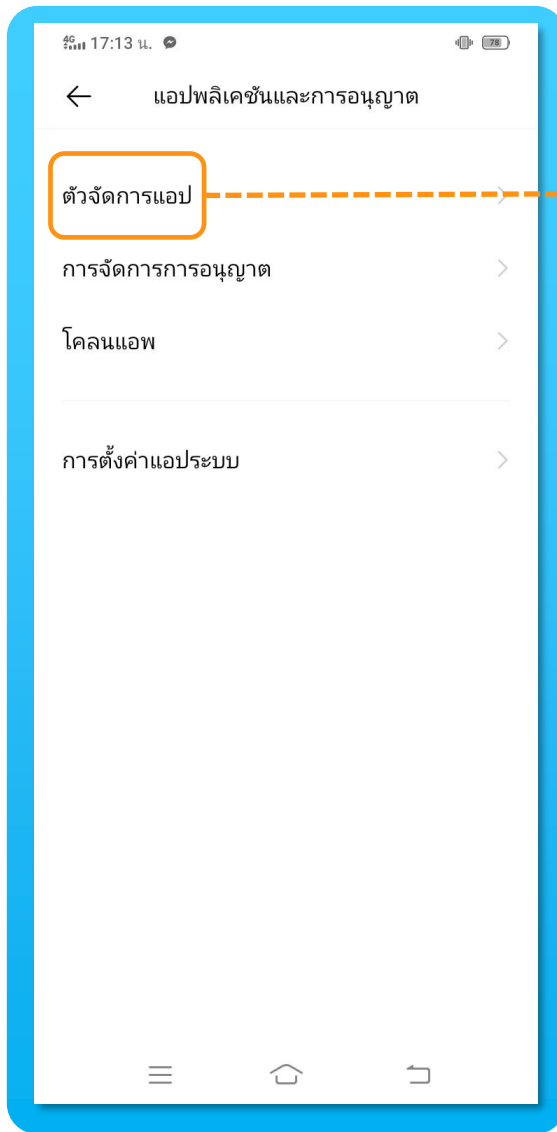 4G 17:13 น. 78
แอปพลิเคชันและการอนุญาต
ตัวจัดการแอป
การจัดการการอนุญาต
โคลนแอพ
การตั้งค่าแอประบบ